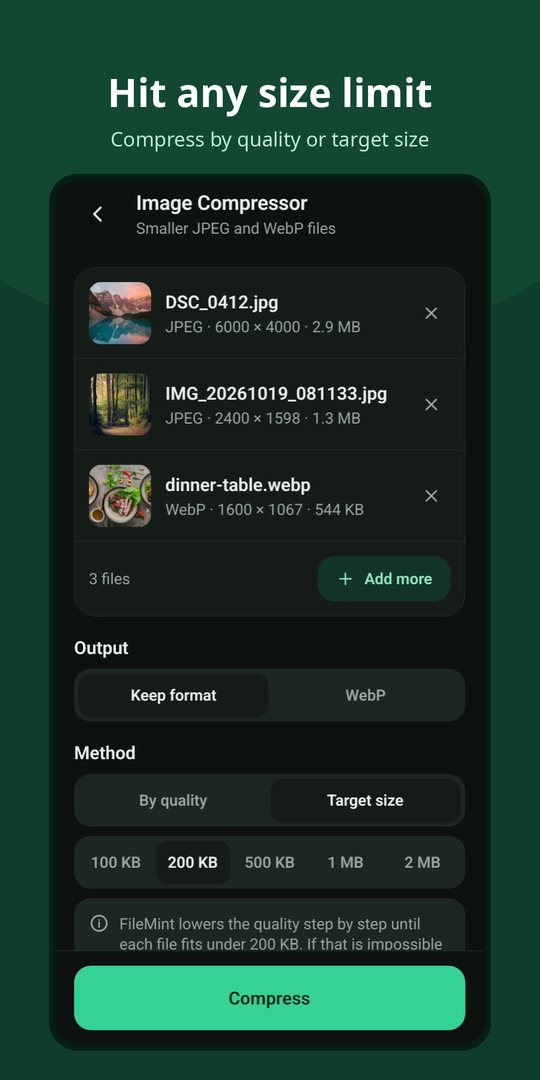 Hit any size limit
Compress by quality or target size
Image Compressor
Smaller JPEG and WebP files
DSC_0412.jpg
JPEG · 6000 × 4000 · 2.9 MB
IMG_20261019_081133.jpg
JPEG · 2400 × 1598 · 1.3 MB
dinner-table.webp
WebP · 1600 × 1067 · 544 KB
3 files
Add more
Output
Keep format
WebP
Method
By quality
Target size
100 KB
200 KB
500 KB
1 MB
2 MB
FileMint lowers the quality step by step until
each file fits under 200 KB. If that is impossible
Compress